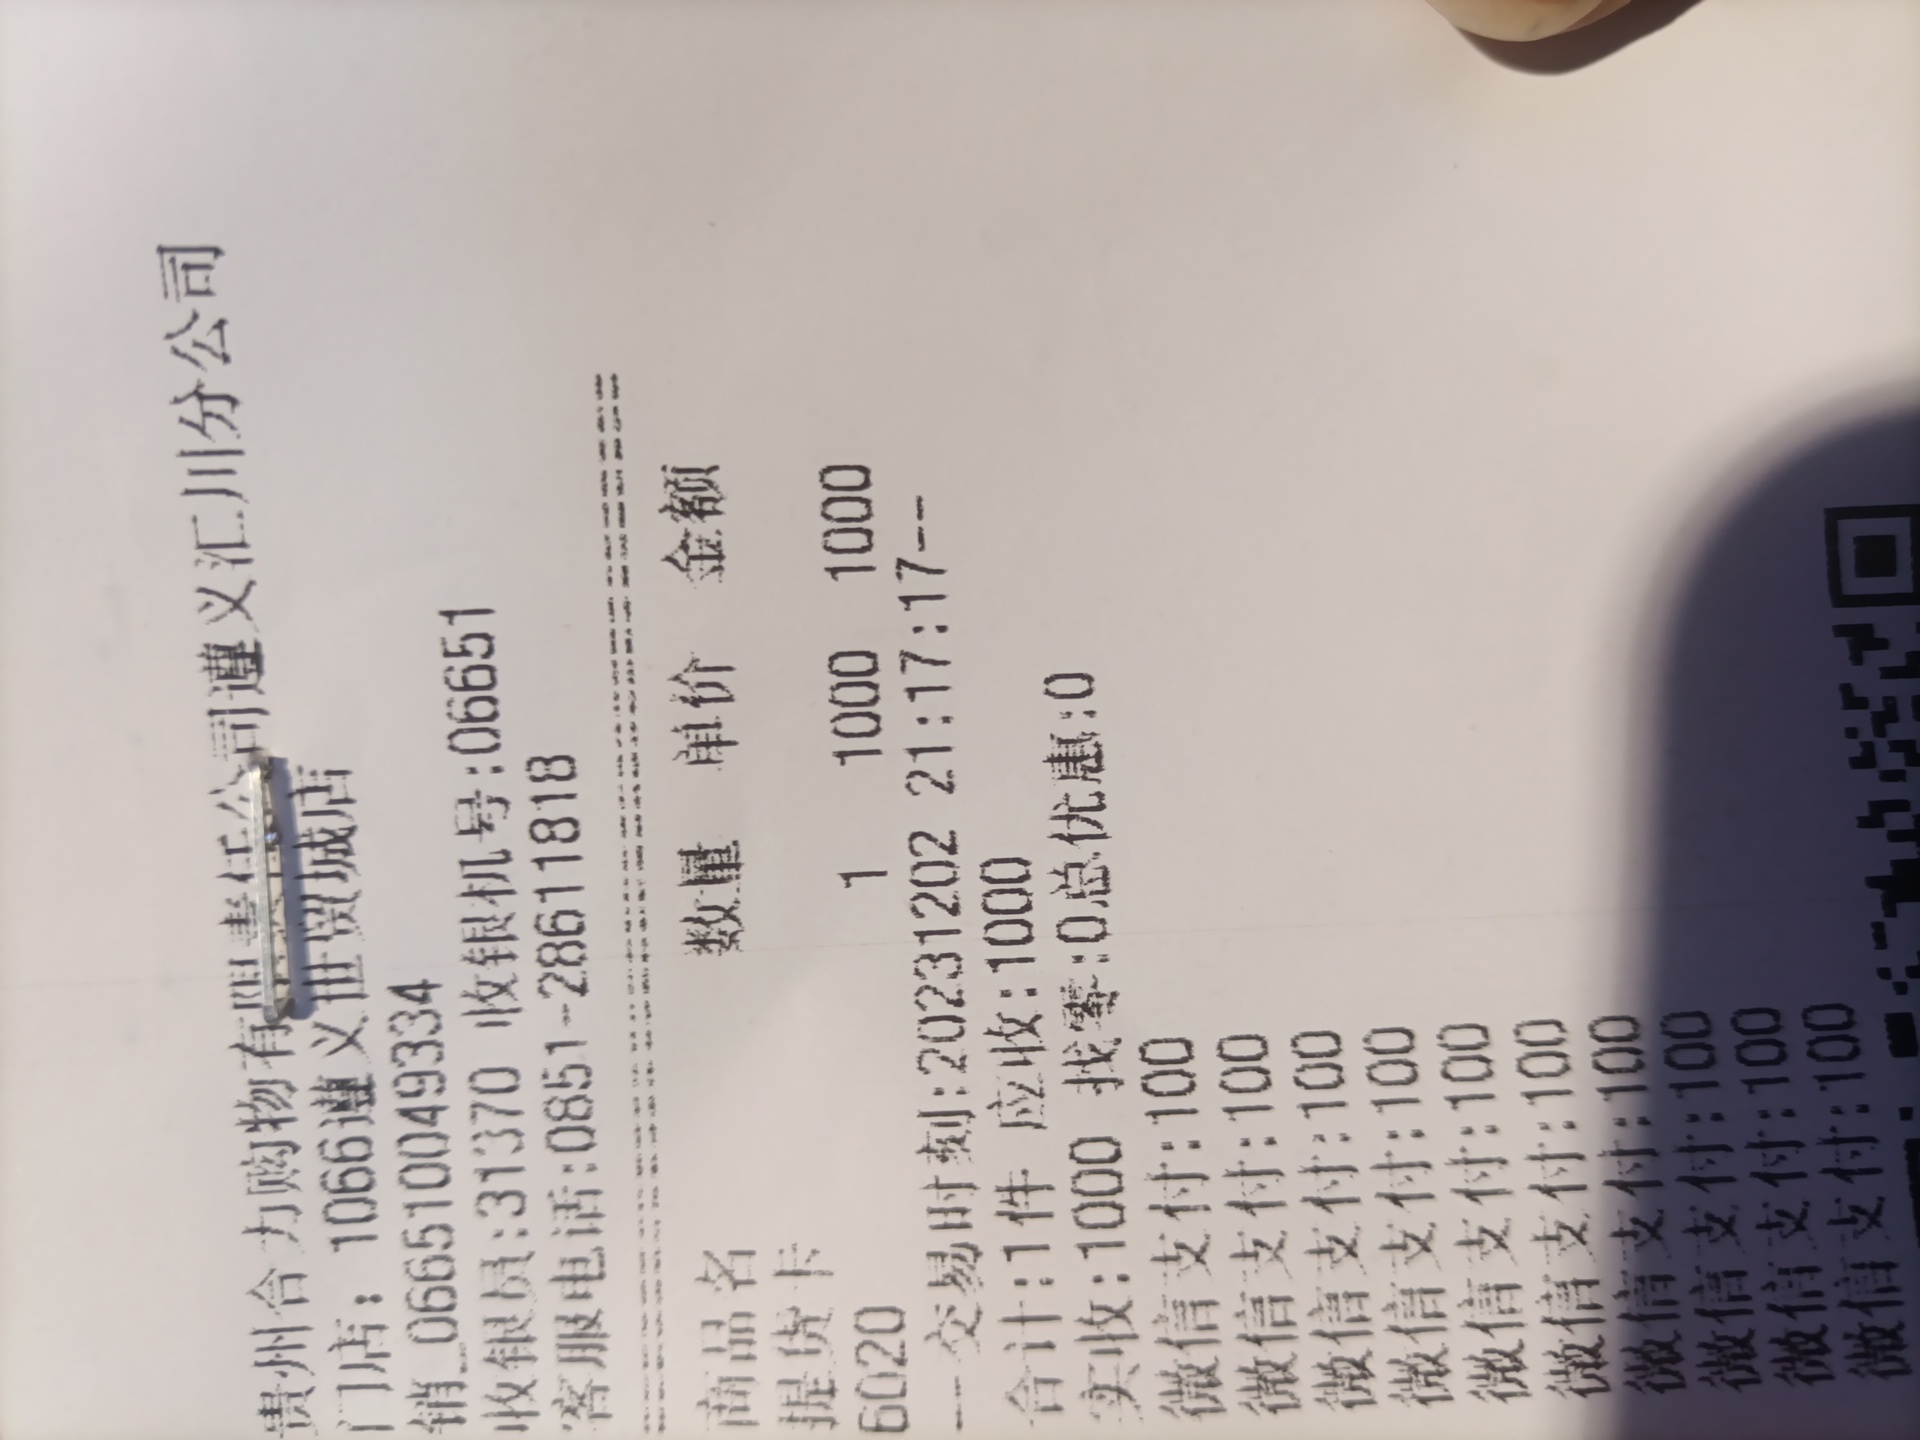 贵州合力购物有限责任公司遵义汇川分公司
门店: 1066遵义世贸城店
销_066510049334
收银员:31370 收银机号:06651
客服电话:0851-28611818
================================
商品名 数量 单价 金额
提货卡
6020 1 1000 1000
--交易时刻:20231202 21:17:17--
合计:1件 应收:1000
实收:1000 找零:0总优惠:0
微信支付:100
微信支付:100
微信支付:100
微信支付:100
微信支付:100
微信支付:100
微信支付:100
微信支付:100
微信支付:100
微信支付:100